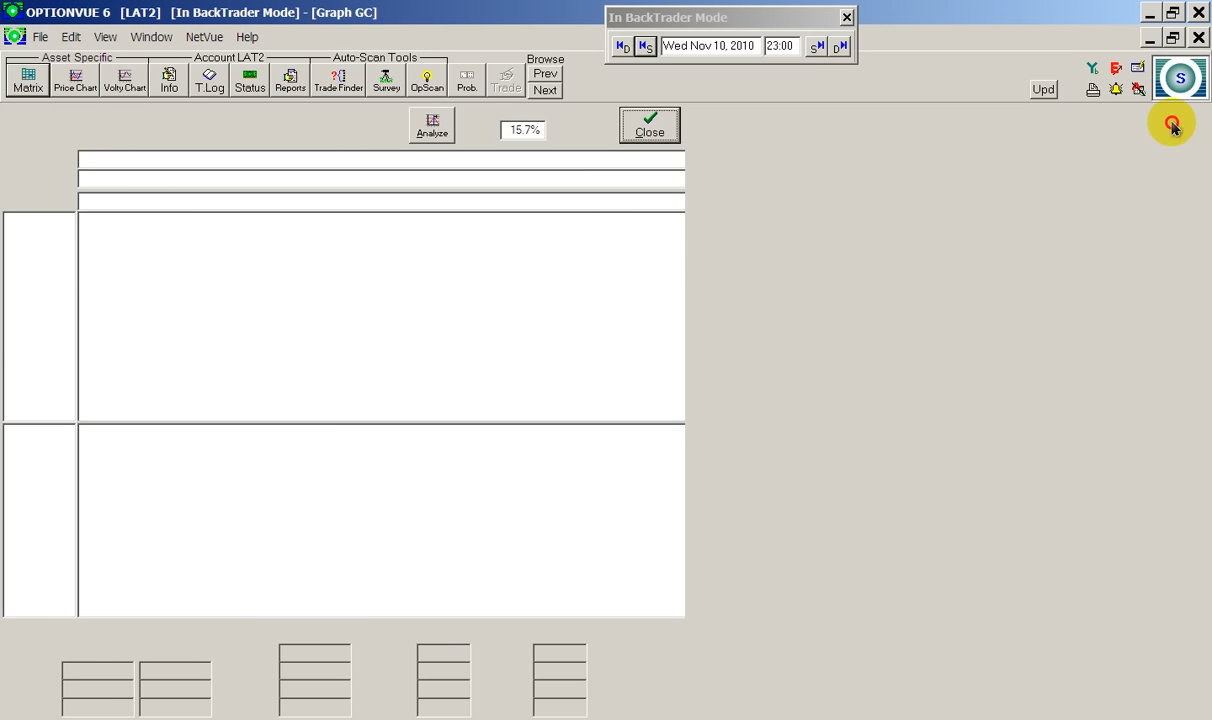 OPTIONVUE 6 [LAT2] [In BackTrader Mode] - [Graph GC]
In BackTrader Mode
File Edit View Window NetVue Help
D S Wed Nov 10, 2010 23:00 S D
Asset Specific Account LAT2 Auto-Scan Tools Browse
Matrix Price Chart Volty Chart Info T.Log Status Reports Trade Finder Survey OpScan Prob. Trade
Prev
Next
Upd
S
Analyze
15.7%
Close